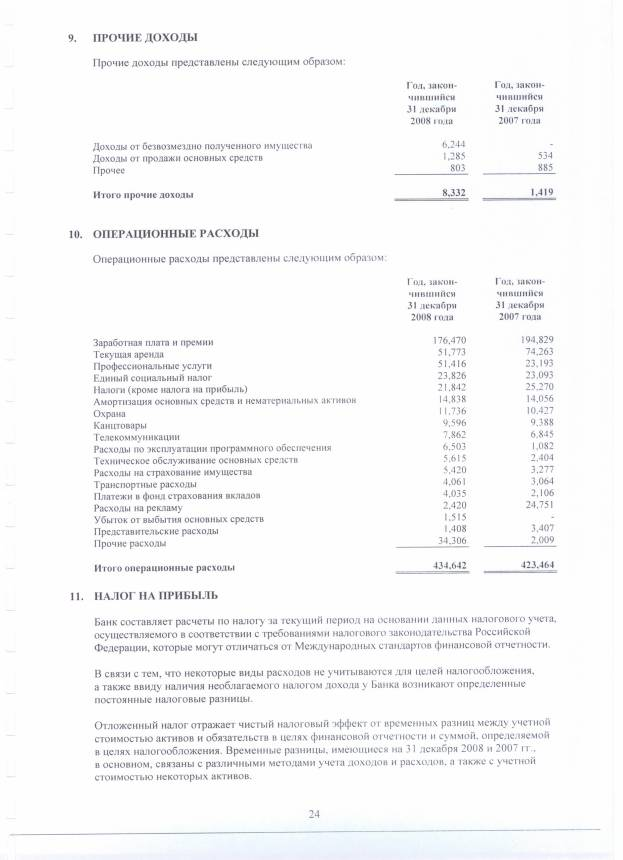 9. ПРОЧИЕ ДОХОДЫ
Прочие доходы представлены следующим образом:
Год, закон- Год, закон-
чившийся чившийся
31 декабря 31 декабря
2008 года 2007 года
Доходы от безвозмездно полученного имущества 6,244 -
Доходы от продажи основных средств 1,285 534
Прочее 803 885
Итого прочие доходы 8,332 1,419
10. ОПЕРАЦИОННЫЕ РАСХОДЫ
Операционные расходы представлены следующим образом:
Год, закон- Год, закон-
чившийся чившийся
31 декабря 31 декабря
2008 года 2007 года
Заработная плата и премии 176,470 194,829
Текущая аренда 51,773 74,263
Профессиональные услуги 51,416 23,193
Единый социальный налог 23,826 23,093
Налоги (кроме налога на прибыль) 21,842 25,270
Амортизация основных средств и нематериальных активов 14,838 14,056
Охрана 11,736 10,427
Канцтовары 9,596 9,388
Телекоммуникации 7,862 6,845
Расходы по эксплуатации программного обеспечения 6,503 1,082
Техническое обслуживание основных средств 5,615 2,404
Расходы на страхование имущества 5,420 3,277
Транспортные расходы 4,061 3,064
Платежи в фонд страхования вкладов 4,035 2,106
Расходы на рекламу 2,420 24,751
Убыток от выбытия основных средств 1,515 -
Представительские расходы 1,408 3,407
Прочие расходы 34,306 2,009
Итого операционные расходы 434,642 423,464
11. НАЛОГ НА ПРИБЫЛЬ
Банк составляет расчеты по налогу за текущий период на основании данных налогового учета,
осуществляемого в соответствии с требованиями налогового законодательства Российской
Федерации, которые могут отличаться от Международных стандартов финансовой отчетности.
В связи с тем, что некоторые виды расходов не учитываются для целей налогообложения,
а также ввиду наличия необлагаемого налогом дохода у Банка возникают определенные
постоянные налоговые разницы.
Отложенный налог отражает чистый налоговый эффект от временных разниц между учетной
стоимостью активов и обязательств в целях финансовой отчетности и суммой, определяемой
в целях налогообложения. Временные разницы, имеющиеся на 31 декабря 2008 и 2007 гг.,
в основном, связаны с различными методами учета доходов и расходов, а также с учетной
стоимостью некоторых активов.
24